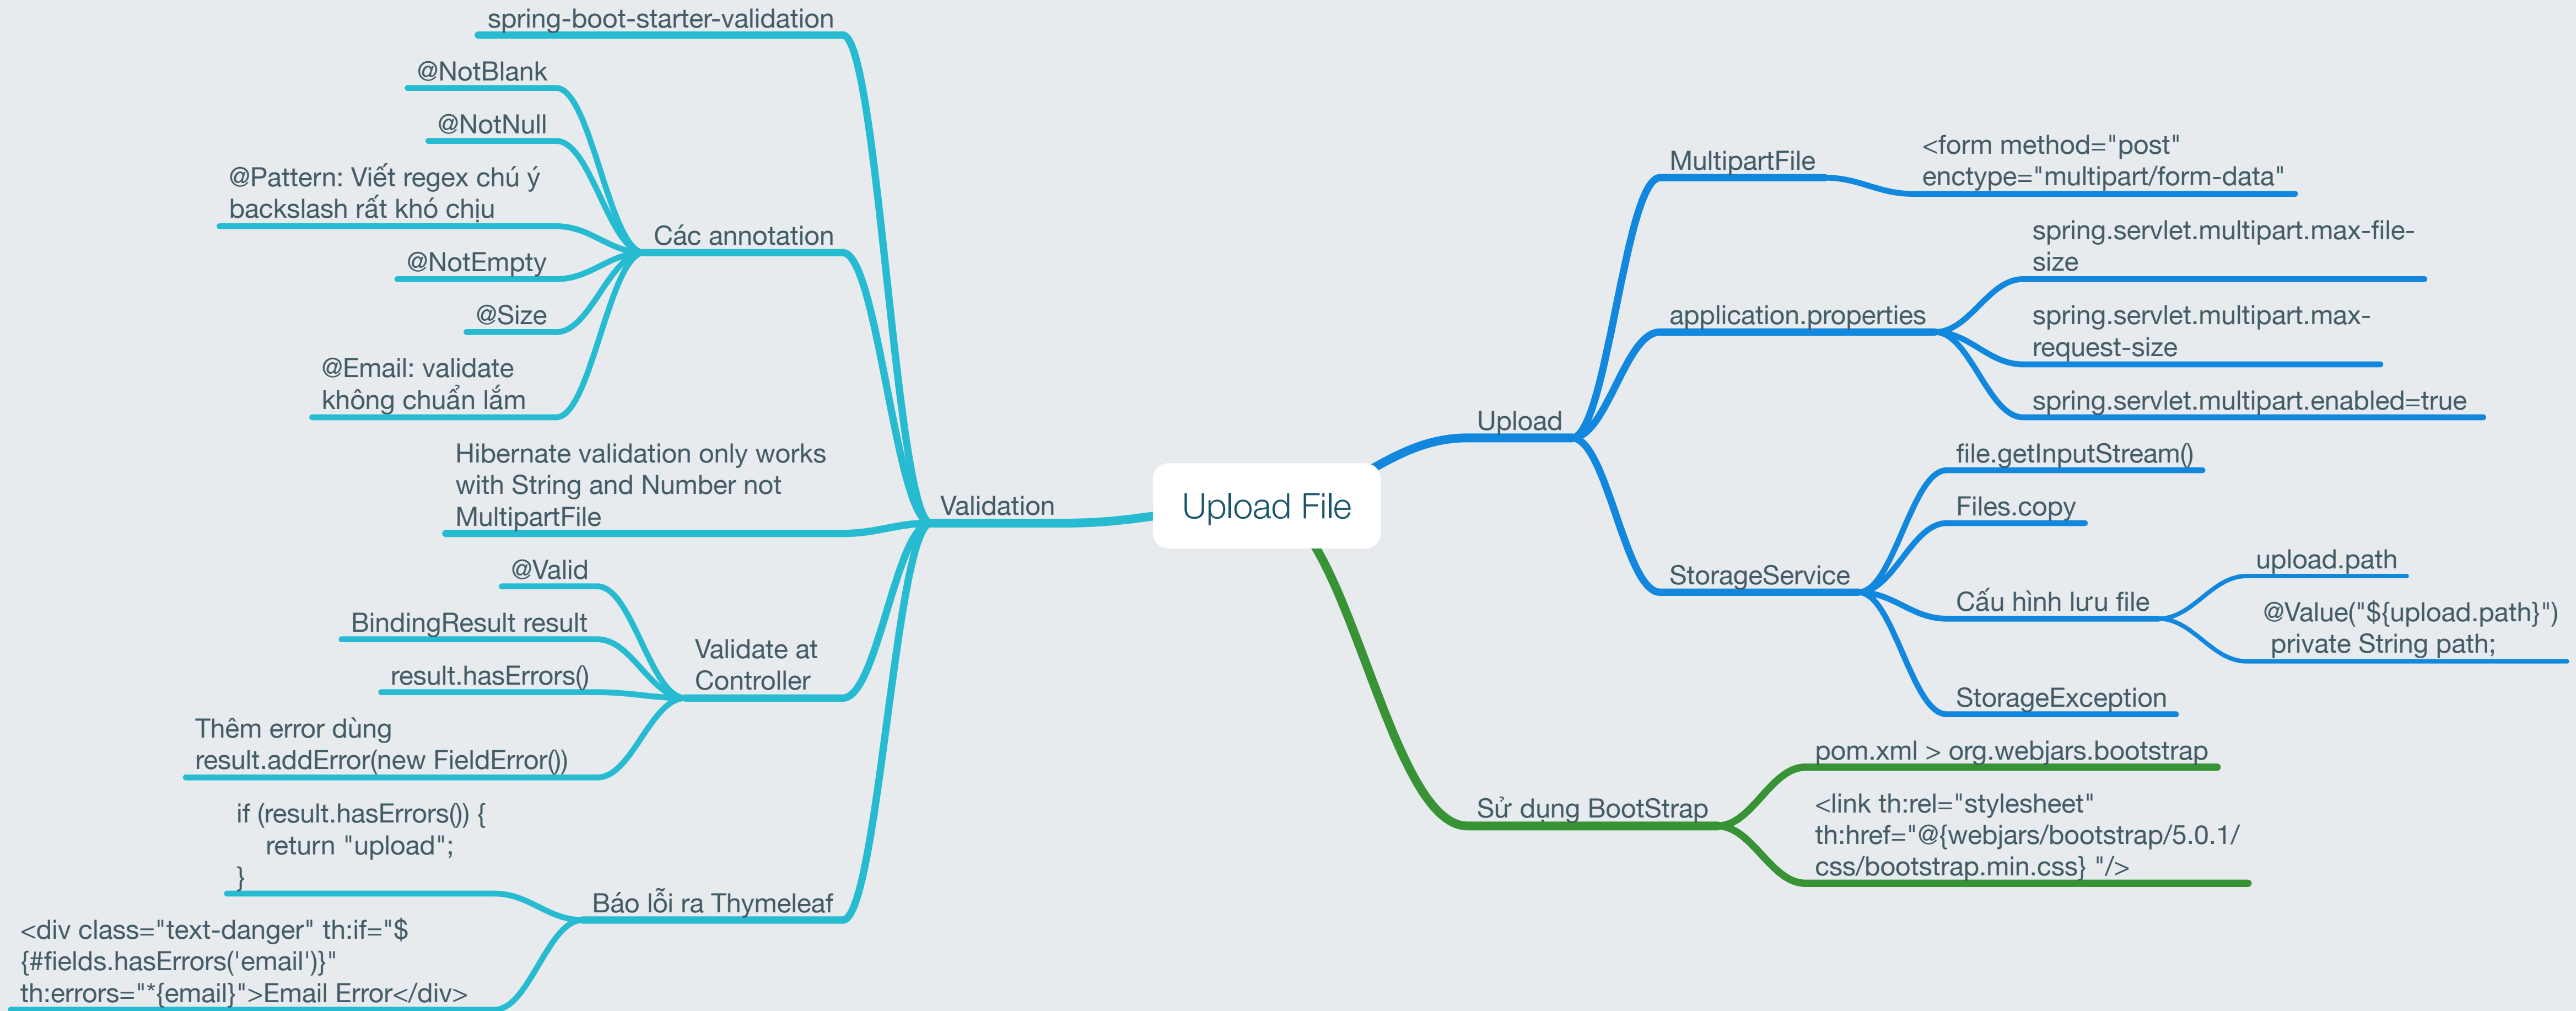 Upload File
Upload
MultipartFile
<form method="post"
enctype="multipart/form-data"
application.properties
spring.servlet.multipart.max-file-
size
spring.servlet.multipart.max-
request-size
spring.servlet.multipart.enabled=true
StorageService
file.getInputStream()
Files.copy
Cấu hình lưu file
upload.path
@Value("${upload.path}")
private String path;
StorageException
Sử dụng BootStrap
pom.xml > org.webjars.bootstrap
<link th:rel="stylesheet"
th:href="@{webjars/bootstrap/5.0.1/
css/bootstrap.min.css} "/>
Validation
spring-boot-starter-validation
Các annotation
@NotBlank
@NotNull
@Pattern: Viết regex chú ý
backslash rất khó chịu
@NotEmpty
@Size
@Email: validate
không chuẩn lắm
Hibernate validation only works
with String and Number not
MultipartFile
Validate at
Controller
@Valid
BindingResult result
result.hasErrors()
Thêm error dùng
result.addError(new FieldError())
Báo lỗi ra Thymeleaf
if (result.hasErrors()) {
return "upload";
}
<div class="text-danger" th:if="$
{#fields.hasErrors('email')}"
th:errors="*{email}">Email Error</div>